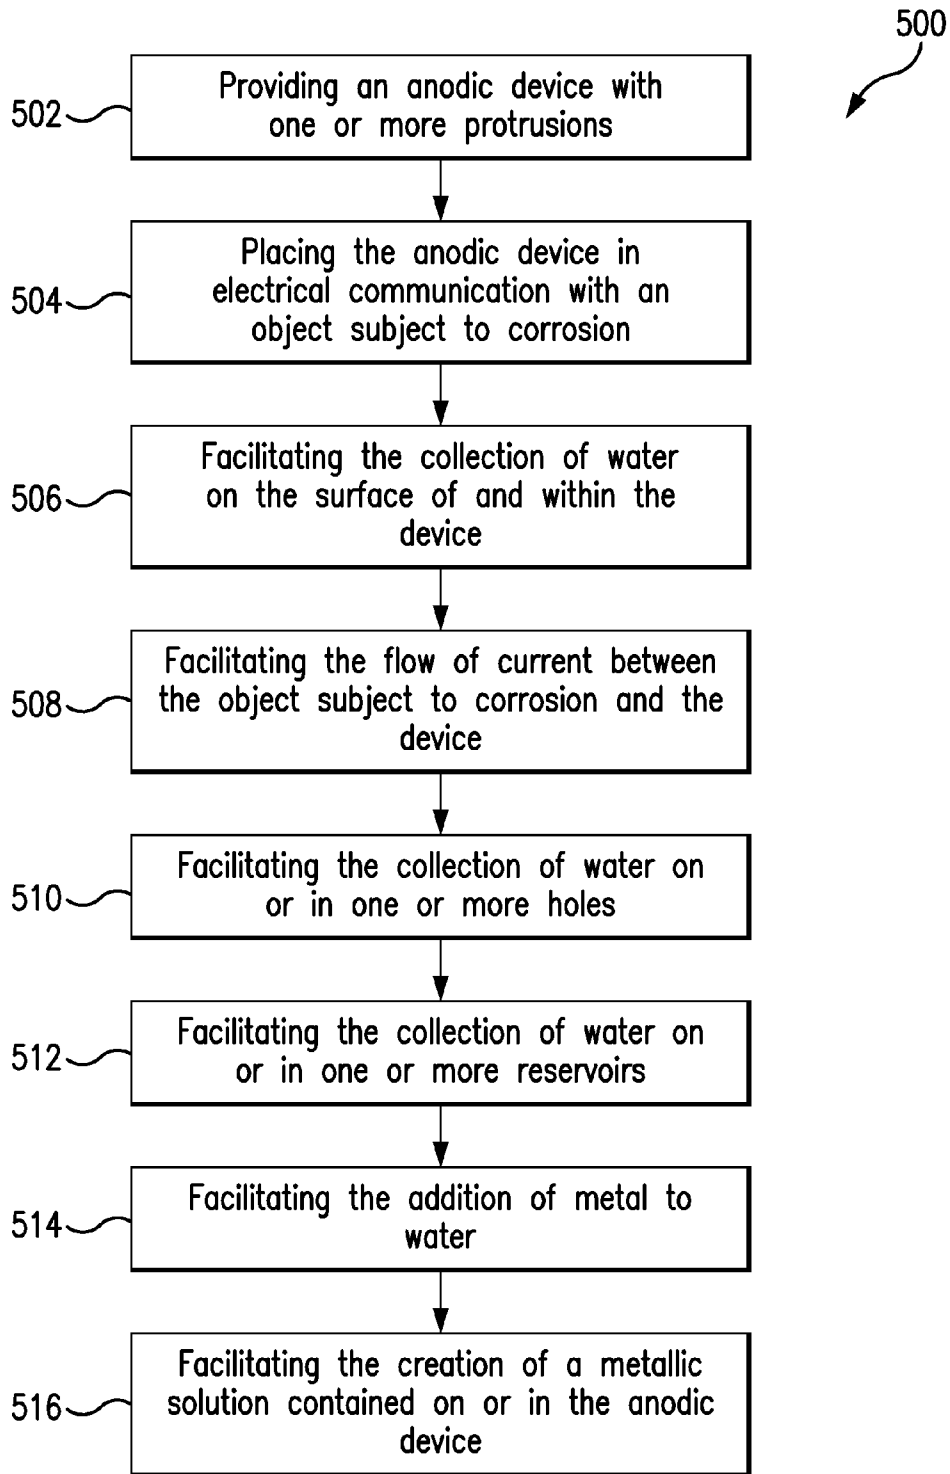 500
502
Providing an anodic device with
one or more protrusions
504
Placing the anodic device in
electrical communication with an
object subject to corrosion
506
Facilitating the collection of water
on the surface of and within the
device
508
Facilitating the flow of current between
the object subject to corrosion and the
device
510
Facilitating the collection of water on
or in one or more holes
512
Facilitating the collection of water on
or in one or more reservoirs
514
Facilitating the addition of metal to
water
516
Facilitating the creation of a metallic
solution contained on or in the anodic
device